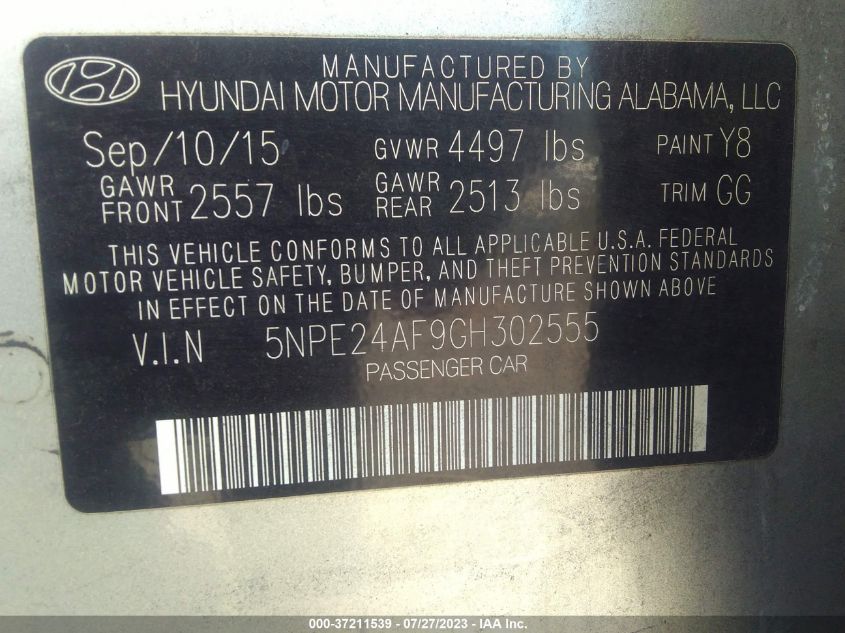 MANUFACTURED BY
HYUNDAI MOTOR MANUFACTURING ALABAMA, LLC
Sep/10/15 GVWR 4497 lbs PAINT Y8
GAWR FRONT 2557 lbs GAWR REAR 2513 lbs TRIM GG
THIS VEHICLE CONFORMS TO ALL APPLICABLE U.S.A. FEDERAL
MOTOR VEHICLE SAFETY, BUMPER, AND THEFT PREVENTION STANDARDS
IN EFFECT ON THE DATE OF MANUFACTURE SHOWN ABOVE
V.I.N 5NPE24AF9GH302555
PASSENGER CAR
000-37211539 - 07/27/2023 - IAA Inc.